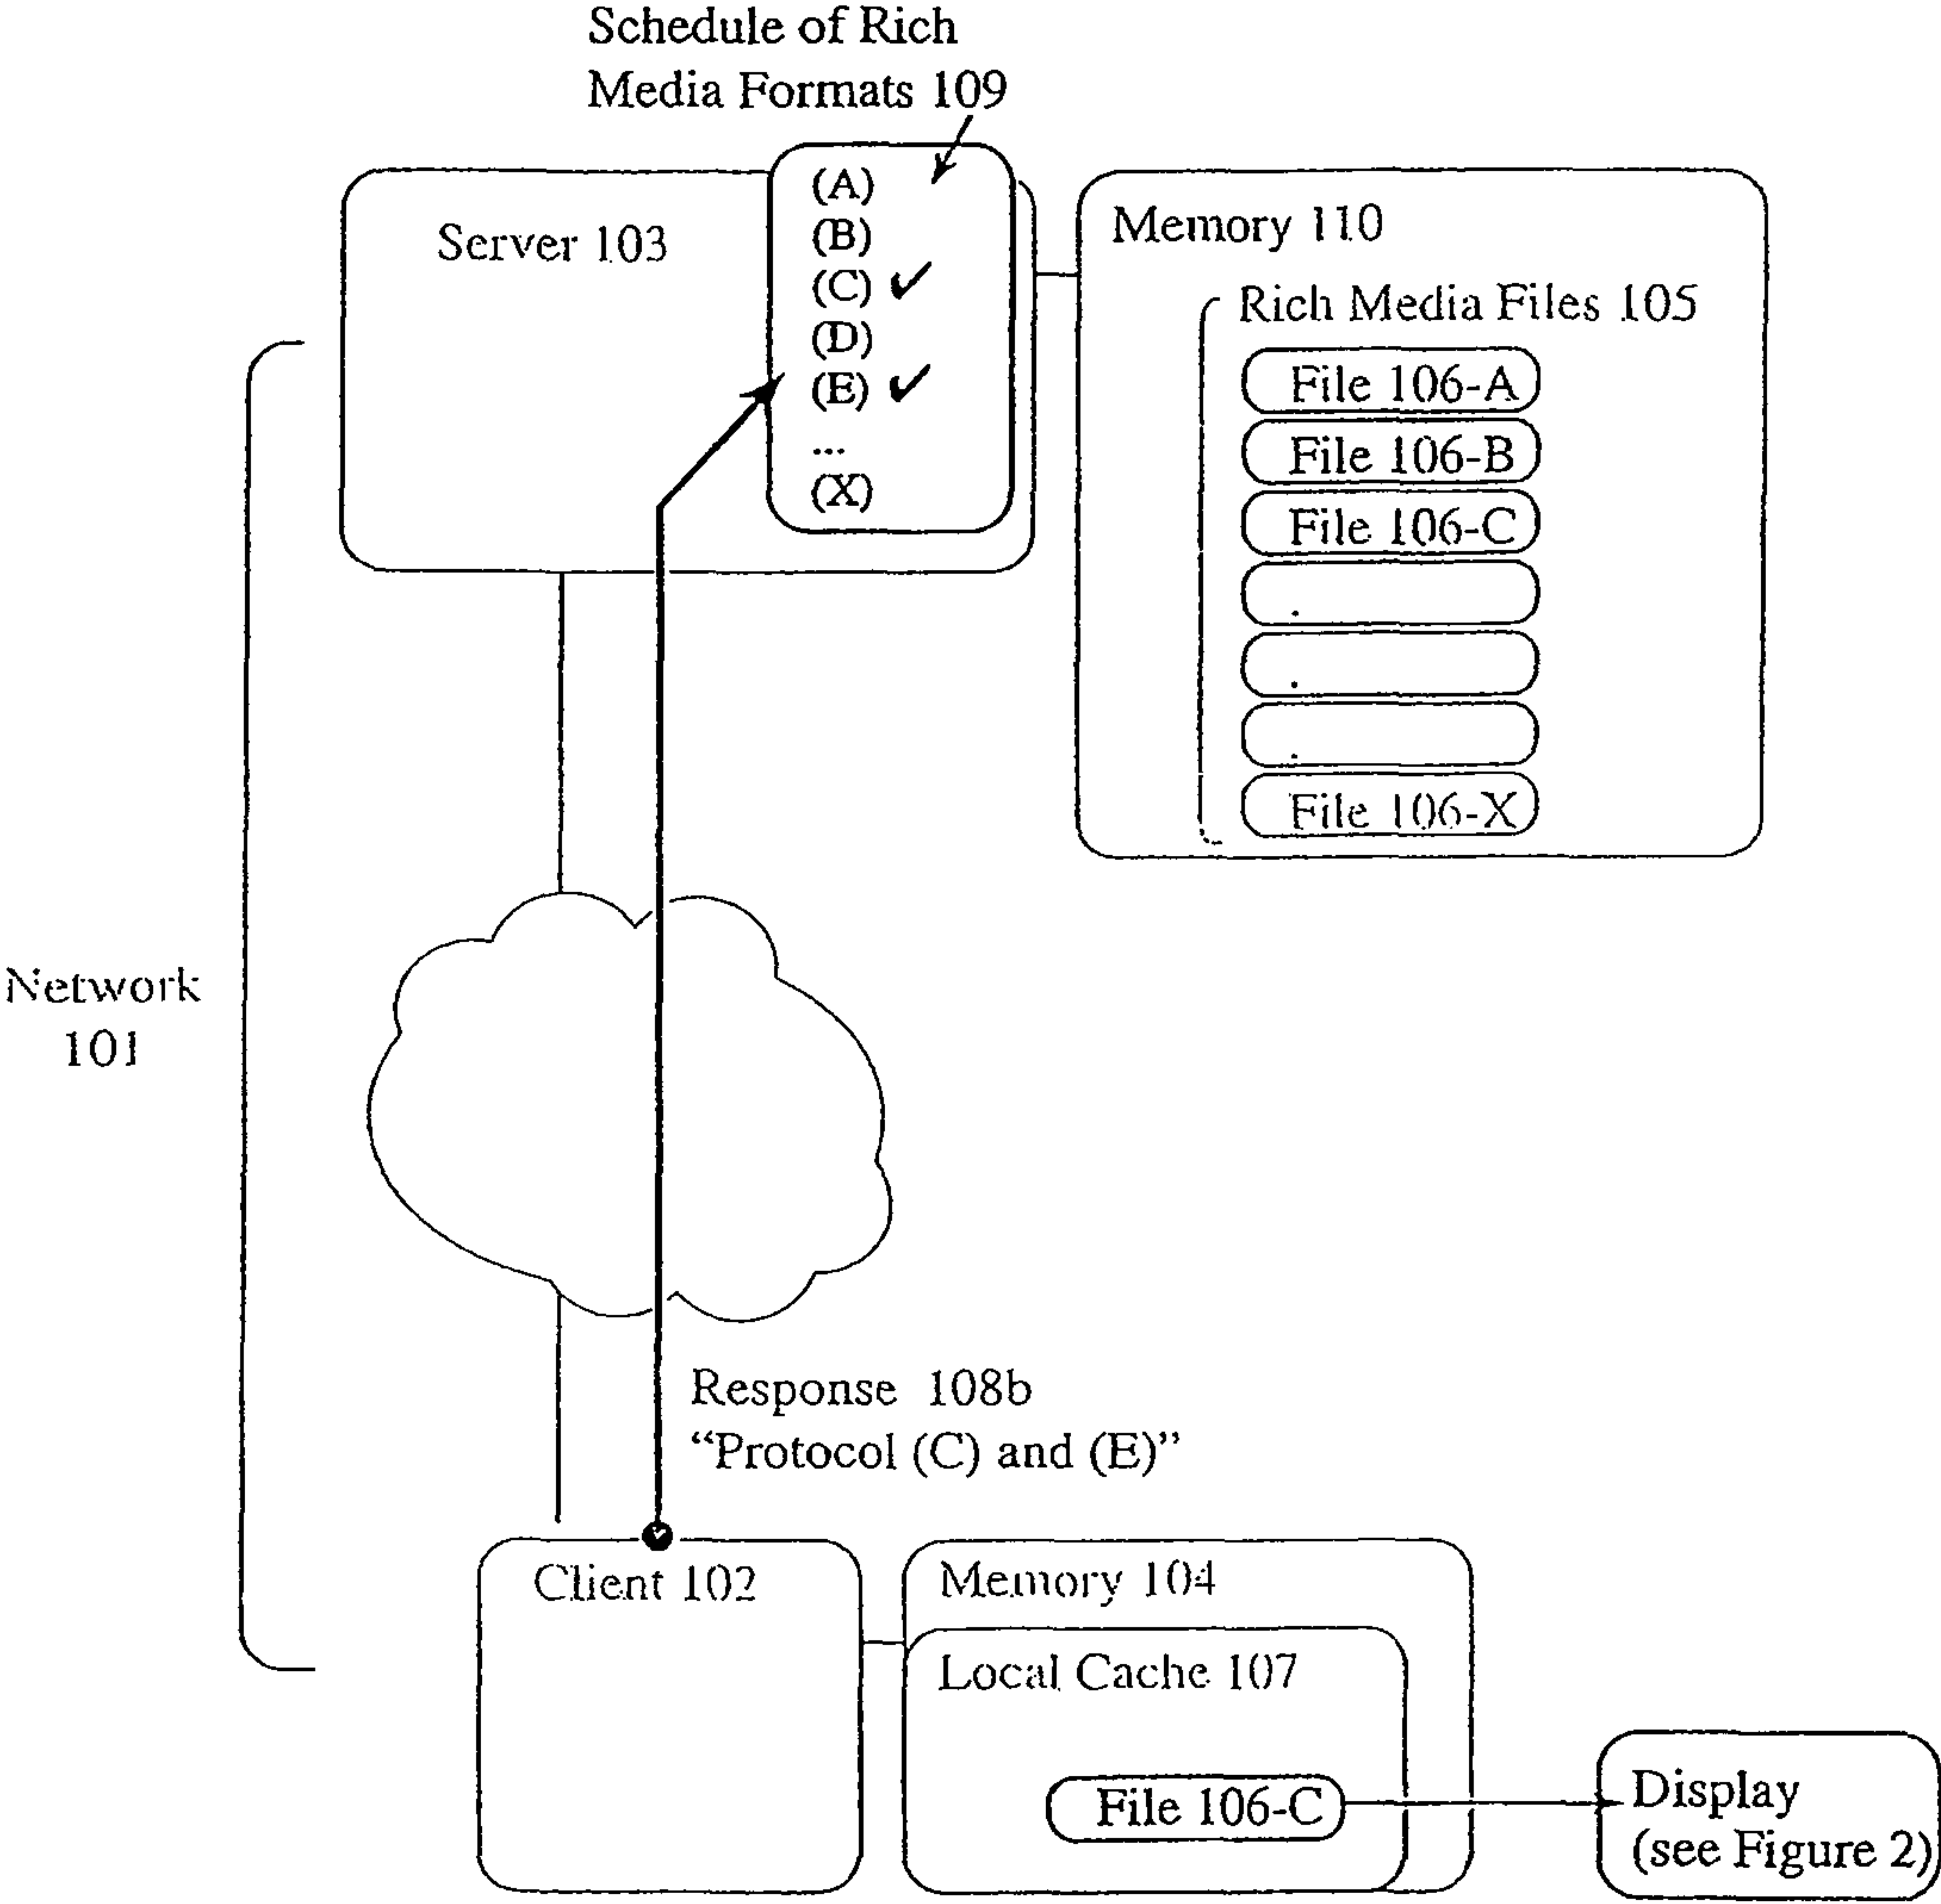 Schedule of Rich
Media Formats 109
Server 103
(A)
(B)
(C) ✓
(D)
(E) ✓
...
(X)
Memory 110
Rich Media Files 105
File 106-A
File 106-B
File 106-C
.
.
.
File 106-X
Network
101
Response 108b
“Protocol (C) and (E)”
Client 102
Memory 104
Local Cache 107
File 106-C
Display
(see Figure 2)